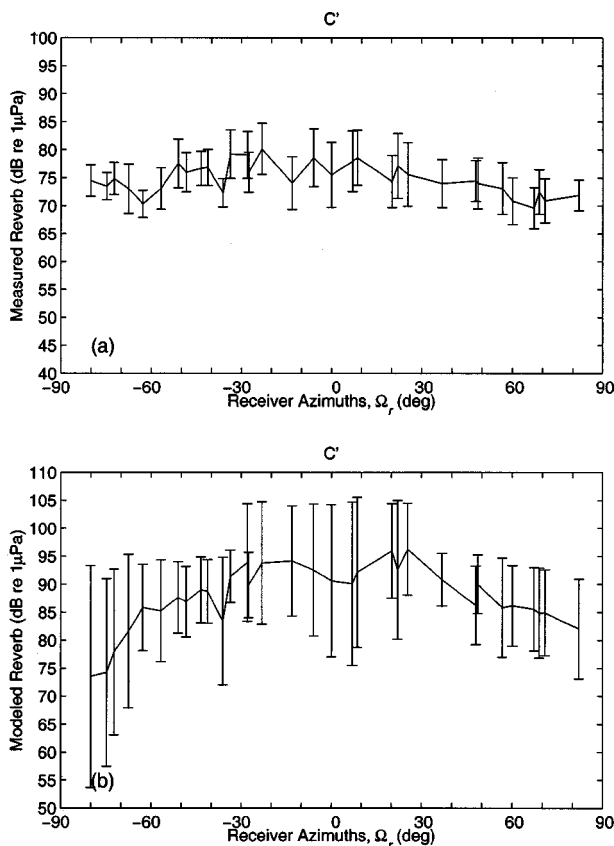 C'
100
95
90
85
80
75
70
65
60
55
50
45
40
Measured Reverb (dB re 1μPa)
(a)
-90 -60 -30 0 30 60 90
Receiver Azimuths, Ω_r (deg)
C'
110
105
100
95
90
85
80
75
70
65
60
55
50
Modeled Reverb (dB re 1μPa)
(b)
-90 -60 -30 0 30 60 90
Receiver Azimuths, Ω_r (deg)